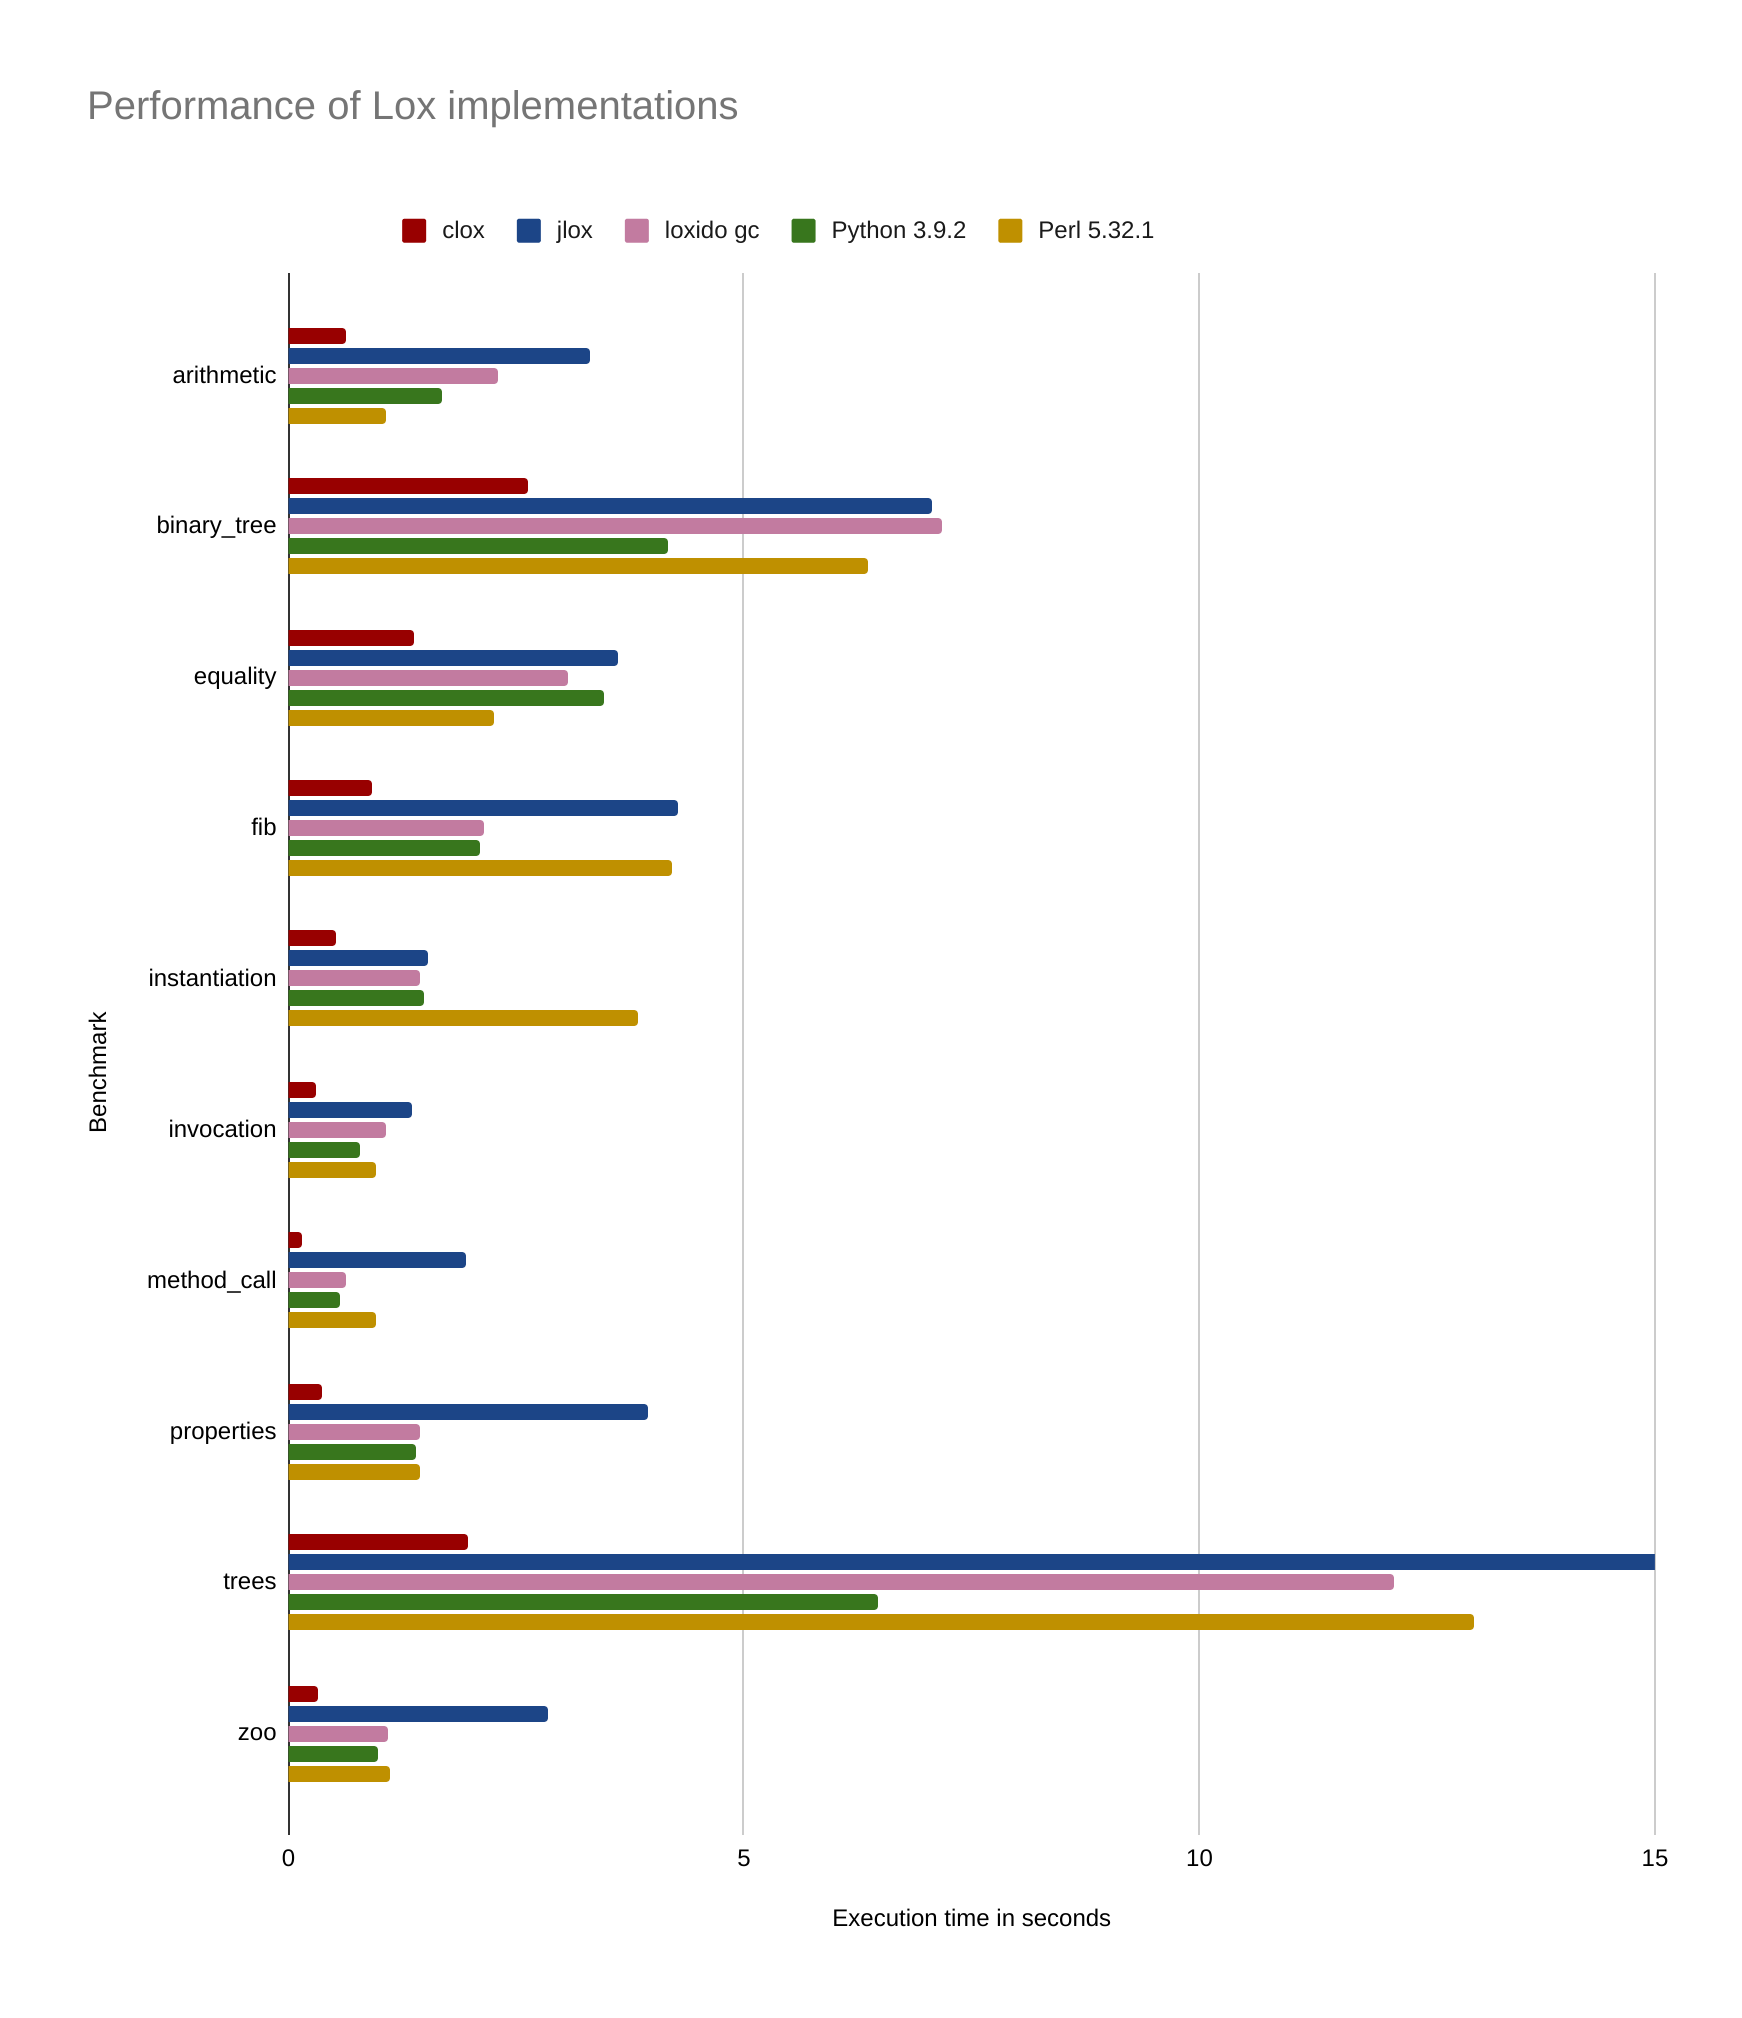 Performance of Lox implementations
clox jlox loxido gc Python 3.9.2 Perl 5.32.1
arithmetic
binary_tree
equality
fib
instantiation
Benchmark
invocation
method_call
properties
trees
zoo
0 5 10 15
Execution time in seconds